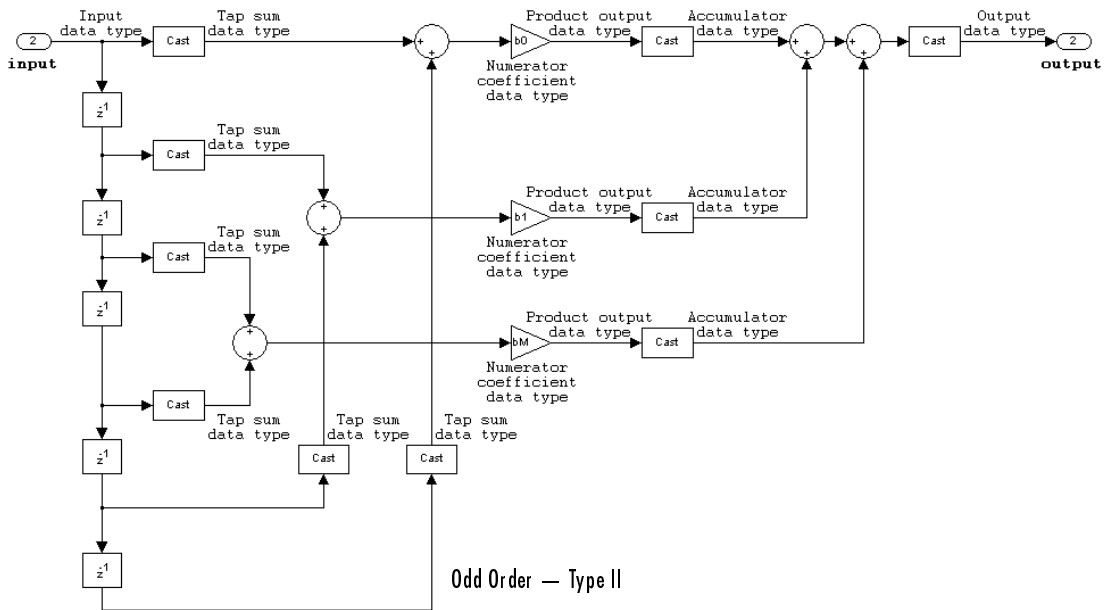 Input
data type
Tap sum
data type
Product output
data type
Accumulator
data type
Output
data type
2
input
Cast
b0
Cast
Cast
2
output
Numerator
coefficient
data type
z-1
Tap sum
data type
Cast
z-1
Product output
data type
Accumulator
data type
b1
Cast
Numerator
coefficient
data type
Tap sum
data type
Cast
z-1
Product output
data type
Accumulator
data type
bM
Cast
Numerator
coefficient
data type
Cast
Tap sum
data type
Tap sum
data type
Tap sum
data type
z-1
Cast
Cast
z-1
Odd Order — Type II
+
+
+
+
+
+
+
+
+
+